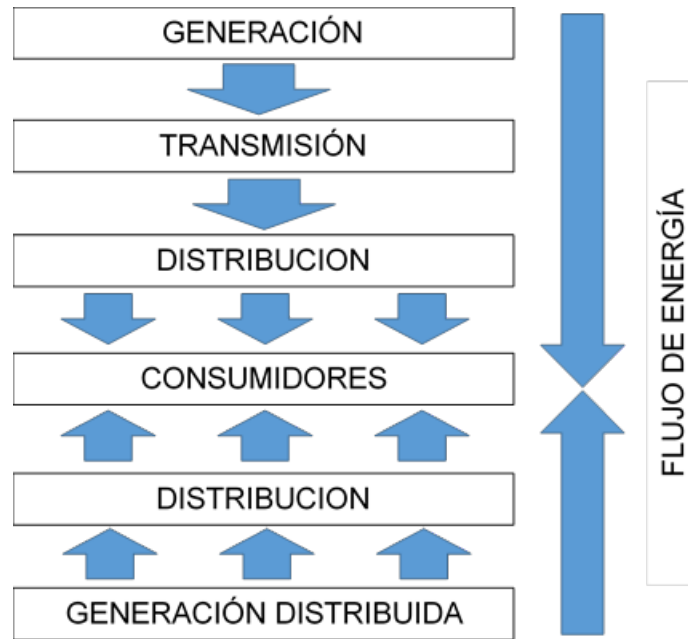 GENERACIÓN
TRANSMISIÓN
DISTRIBUCION
CONSUMIDORES
DISTRIBUCION
GENERACIÓN DISTRIBUIDA
FLUJO DE ENERGÍA